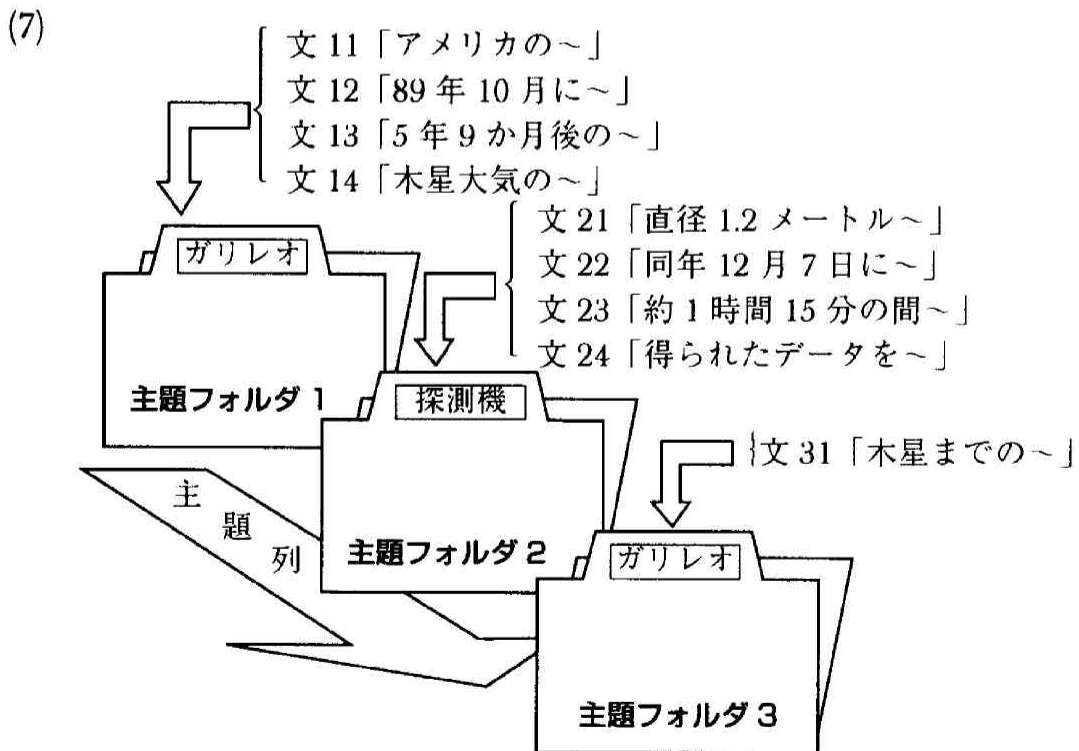 (7)
文 11「アメリカの~」
文 12「89 年 10 月に~」
文 13「5 年 9 か月後の~」
文 14「木星大気の~」
ガリレオ
主題フォルダ 1
文 21「直径 1.2 メートル~」
文 22「同年 12 月 7 日に~」
文 23「約 1 時間 15 分の間~」
文 24「得られたデータを~」
探測機
主題フォルダ 2
文 31「木星までの~」
ガリレオ
主題フォルダ 3
主題列